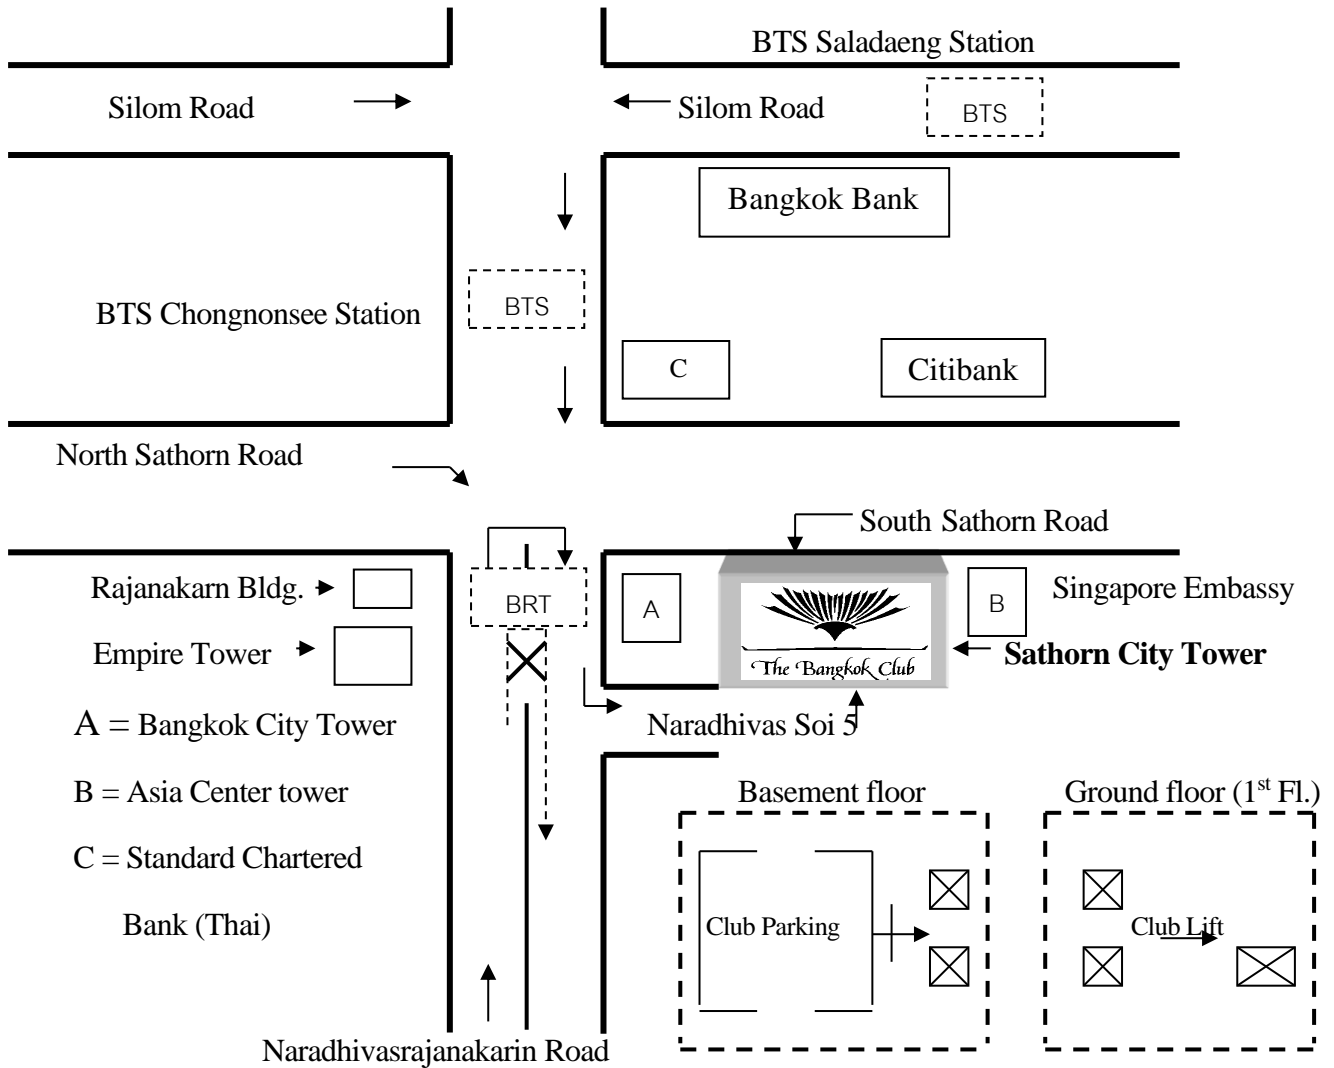 BTS Saladaeng Station
Silom Road
Silom Road
BTS
Bangkok Bank
BTS Chongnonsee Station
BTS
C
Citibank
North Sathorn Road
South Sathorn Road
Rajanakarn Bldg.
BRT
A
B
Singapore Embassy
Empire Tower
The Bangkok Club
Sathorn City Tower
A = Bangkok City Tower
Naradhivas Soi 5
B = Asia Center tower
C = Standard Chartered
Bank (Thai)
Basement floor
Ground floor (1st Fl.)
Club Parking
Club Lift
Naradhivasrajanakarin Road